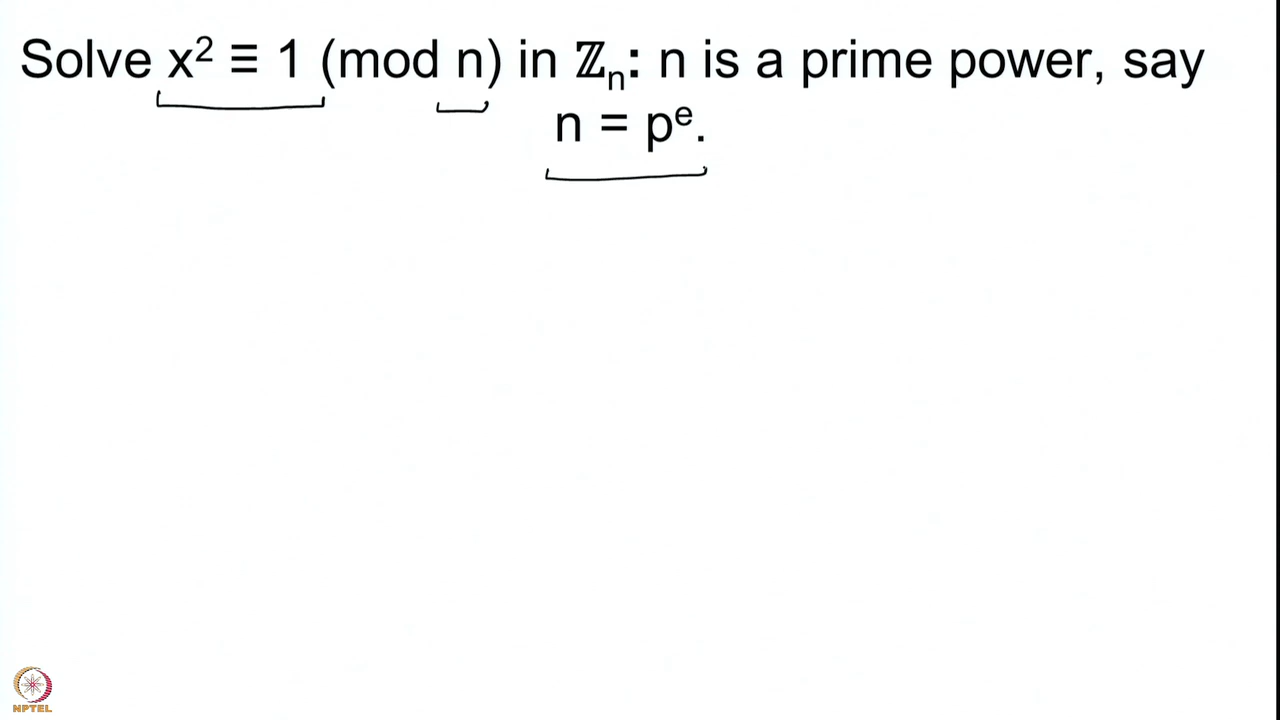 Solve x² ≡ 1 (mod n) in ℤₙ: n is a prime power, say
n = pᵉ.
NPTEL